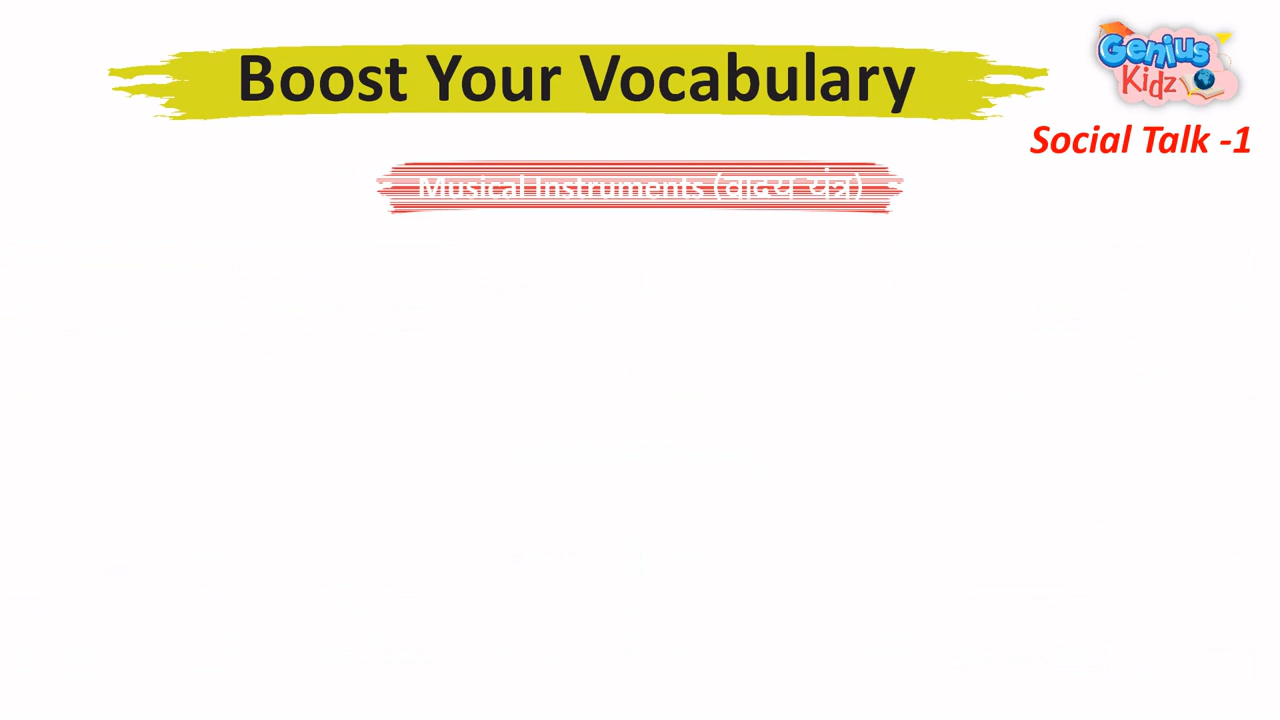 Boost Your Vocabulary
Genius
Kidz
Social Talk -1
Musical Instruments (वाद्य यंत्र)